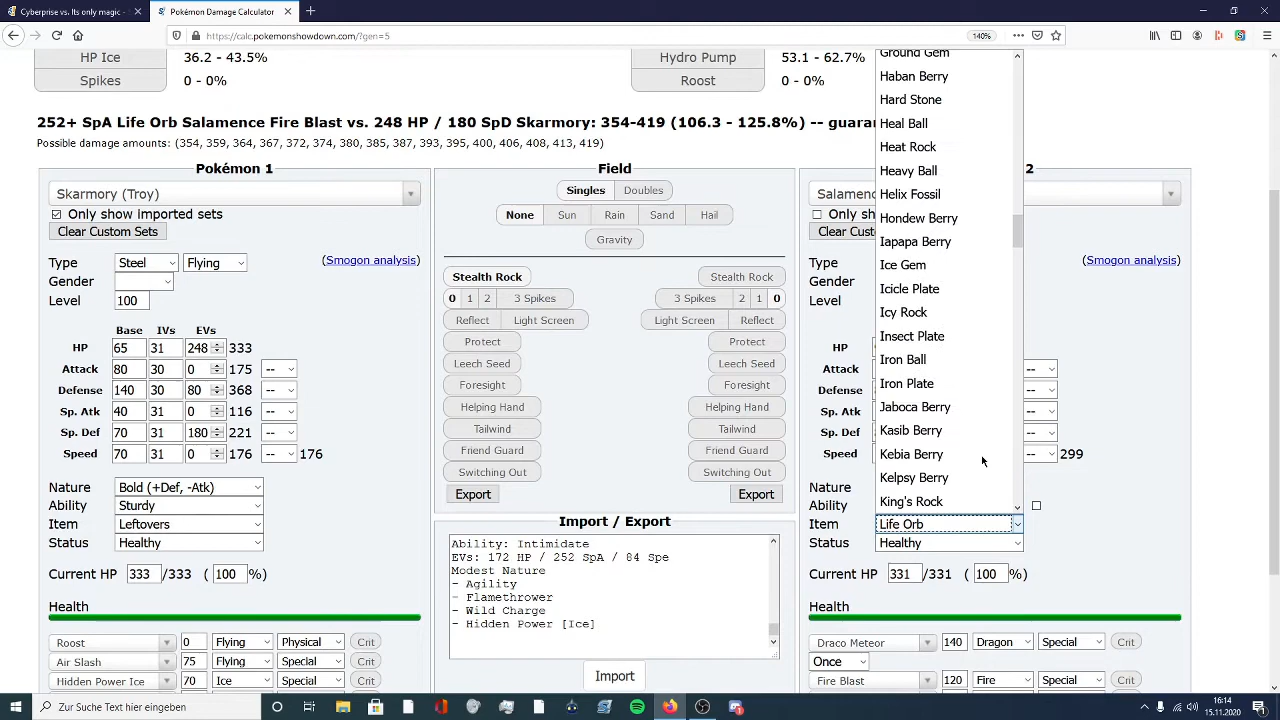 Cyberprise vs. Its only magic -
Pokémon Damage Calculator
https://calc.pokemonshowdown.com/?gen=5
140%
HP Ice 36.2 - 43.5%
Hydro Pump 53.1 - 62.7%
Spikes 0 - 0%
Roost 0 - 0%
252+ SpA Life Orb Salamence Fire Blast vs. 248 HP / 180 SpD Skarmory: 354-419 (106.3 - 125.8%) -- guara
Possible damage amounts: (354, 359, 364, 367, 372, 374, 380, 385, 387, 393, 395, 400, 406, 408, 413, 419)
Pokémon 1
Skarmory (Troy)
Only show imported sets
Clear Custom Sets
Type Steel Flying (Smogon analysis)
Gender
Level 100
Base IVs EVs
HP 65 31 248 333
Attack 80 30 0 175 --
Defense 140 30 80 368 --
Sp. Atk 40 31 0 116 --
Sp. Def 70 31 180 221 --
Speed 70 31 0 176 -- 176
Nature Bold (+Def, -Atk)
Ability Sturdy
Item Leftovers
Status Healthy
Current HP 333 /333 ( 100 %)
Health
Roost 0 Flying Physical Crit
Air Slash 75 Flying Special Crit
Hidden Power Ice 70 Ice Special Crit
Field
Singles Doubles
None Sun Rain Sand Hail
Gravity
Stealth Rock Stealth Rock
0 1 2 3 Spikes 3 Spikes 2 1 0
Reflect Light Screen Light Screen Reflect
Protect Protect
Leech Seed Leech Seed
Foresight Foresight
Helping Hand Helping Hand
Tailwind Tailwind
Friend Guard Friend Guard
Switching Out Switching Out
Export Export
Import / Export
Ability: Intimidate
EVs: 172 HP / 252 SpA / 84 Spe
Modest Nature
- Agility
- Flamethrower
- Wild Charge
- Hidden Power [Ice]
Import
2
Salamen
Only sh
Clear Cust
Type (Smogon analysis)
Gender
Level
HP
Attack --
Defense --
Sp. Atk --
Sp. Def --
Speed -- 299
Nature
Ability
Item Life Orb
Status Healthy
Ground Gem
Haban Berry
Hard Stone
Heal Ball
Heat Rock
Heavy Ball
Helix Fossil
Hondew Berry
Iapapa Berry
Ice Gem
Icicle Plate
Icy Rock
Insect Plate
Iron Ball
Iron Plate
Jaboca Berry
Kasib Berry
Kebia Berry
Kelpsy Berry
King's Rock
Current HP 331 /331 ( 100 %)
Health
Draco Meteor 140 Dragon Special Crit
Once
Fire Blast 120 Fire Special Crit
Zur Suche Text hier eingeben
16:14
15.11.2020